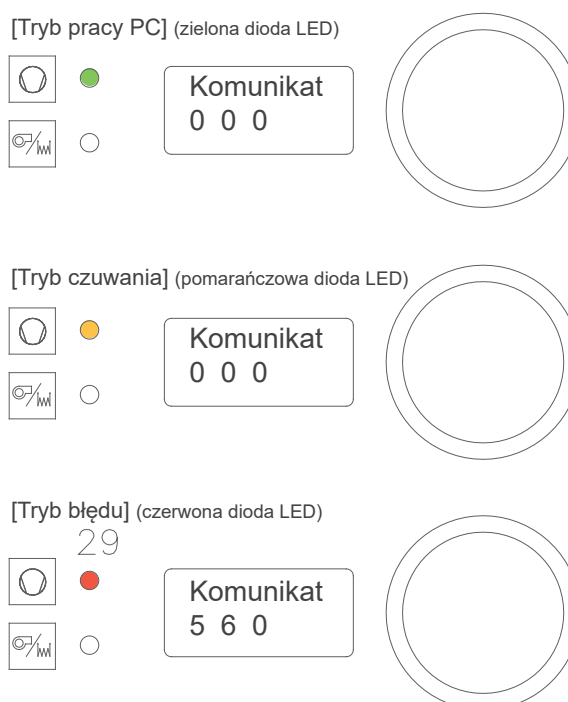 [Tryb pracy PC] (zielona dioda LED)
Komunikat
0 0 0
[Tryb czuwania] (pomarańczowa dioda LED)
Komunikat
0 0 0
[Tryb błędu] (czerwona dioda LED)
29
Komunikat
5 6 0